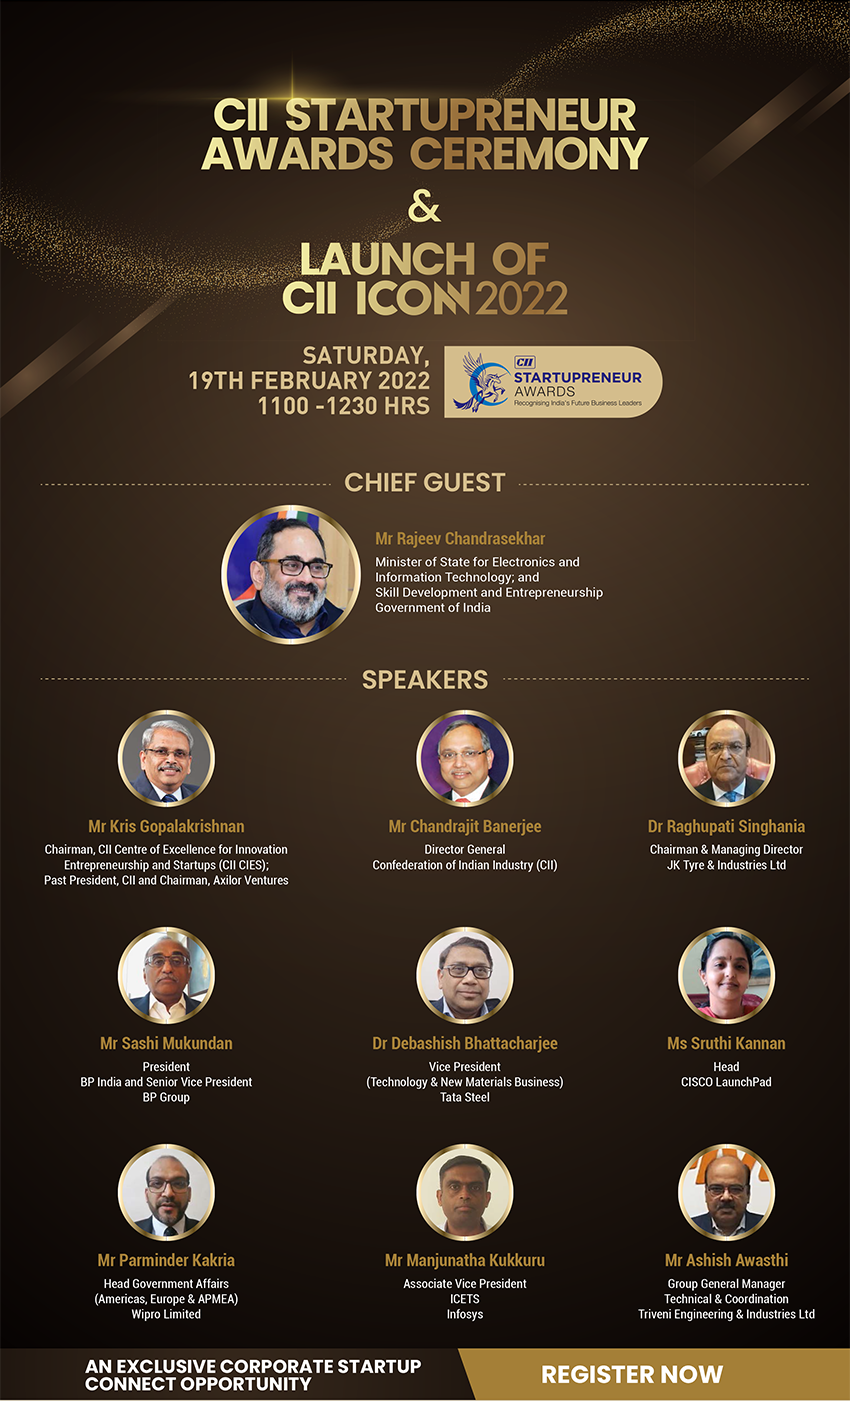 CII STARTUPRENEUR
AWARDS CEREMONY
&
LAUNCH OF
CII ICON 2022
SATURDAY,
19TH FEBRUARY 2022
1100 -1230 HRS
CII
STARTUPRENEUR
AWARDS
Recognising India's Future Business Leaders
CHIEF GUEST
Mr Rajeev Chandrasekhar
Minister of State for Electronics and
Information Technology; and
Skill Development and Entrepreneurship
Government of India
SPEAKERS
Mr Kris Gopalakrishnan
Chairman, CII Centre of Excellence for Innovation
Entrepreneurship and Startups (CII CIES);
Past President, CII and Chairman, Axilor Ventures
Mr Chandrajit Banerjee
Director General
Confederation of Indian Industry (CII)
Dr Raghupati Singhania
Chairman & Managing Director
JK Tyre & Industries Ltd
Mr Sashi Mukundan
President
BP India and Senior Vice President
BP Group
Dr Debashish Bhattacharjee
Vice President
(Technology & New Materials Business)
Tata Steel
Ms Sruthi Kannan
Head
CISCO LaunchPad
Mr Parminder Kakria
Head Government Affairs
(Americas, Europe & APMEA)
Wipro Limited
Mr Manjunatha Kukkuru
Associate Vice President
ICETS
Infosys
Mr Ashish Awasthi
Group General Manager
Technical & Coordination
Triveni Engineering & Industries Ltd
AN EXCLUSIVE CORPORATE STARTUP
CONNECT OPPORTUNITY
REGISTER NOW